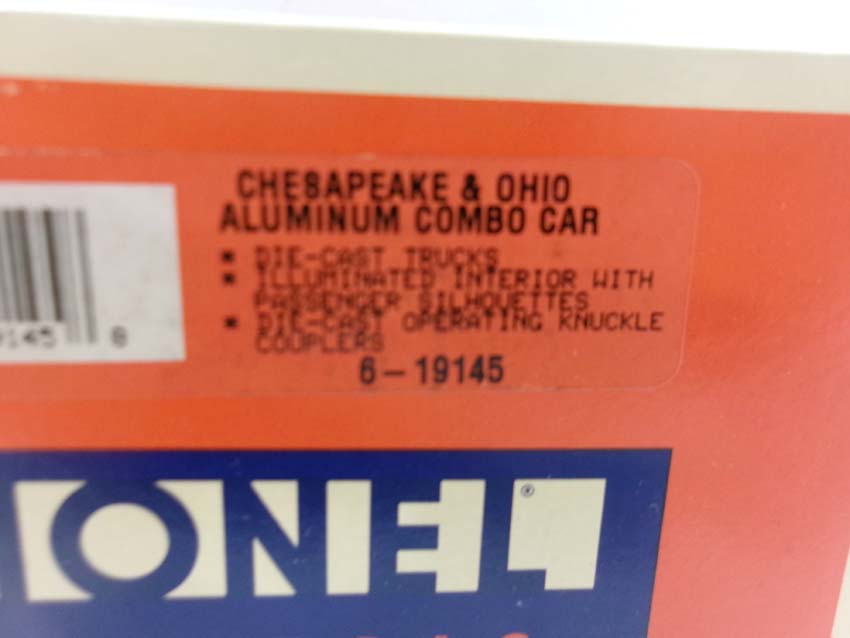 CHESAPEAKE & OHIO
ALUMINUM COMBO CAR
* DIE-CAST TRUCKS
* ILLUMINATED INTERIOR WITH
PASSENGER SILHOUETTES
* DIE-CAST OPERATING KNUCKLE
COUPLERS
6-19145
9145 8
IONEL ®